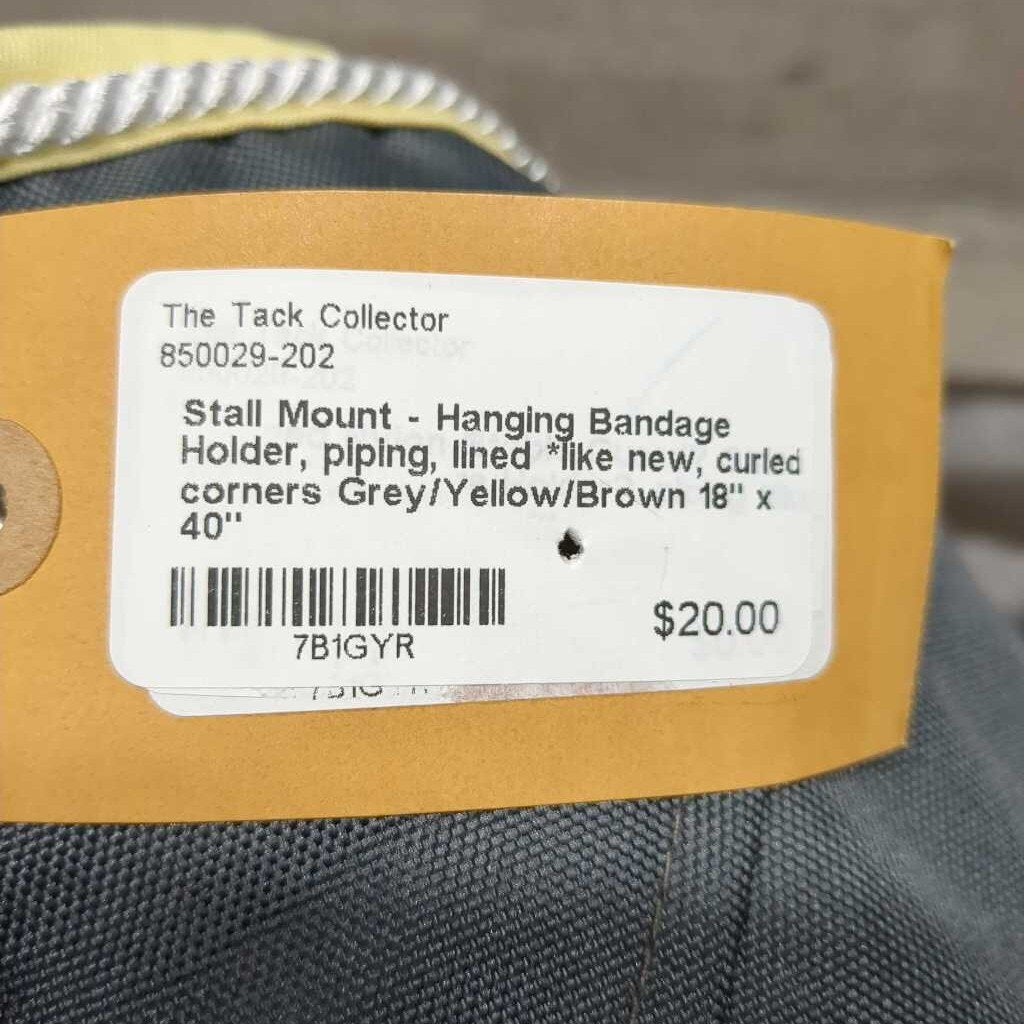 The Tack Collector
850029-202
Stall Mount - Hanging Bandage
Holder, piping, lined *like new, curled
corners Grey/Yellow/Brown 18" x
40"
7B1GYR
$20.00